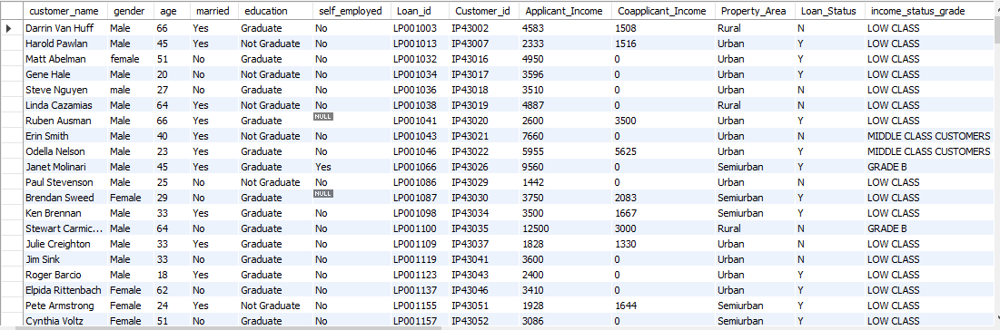 customer_name gender age married education self_employed Loan_id Customer_id Applicant_Income Coapplicant_Income Property_Area Loan_Status income_status_grade
Darrin Van Huff Male 66 Yes Graduate No LP001003 IP43002 4583 1508 Rural N LOW CLASS
Harold Pawlan Male 45 Yes Not Graduate No LP001013 IP43007 2333 1516 Urban Y LOW CLASS
Matt Abelman female 51 No Graduate No LP001032 IP43016 4950 0 Urban Y LOW CLASS
Gene Hale Male 20 No Not Graduate No LP001034 IP43017 3596 0 Urban Y LOW CLASS
Steve Nguyen male 27 No Graduate No LP001036 IP43018 3510 0 Urban N LOW CLASS
Linda Cazamias Male 64 Yes Not Graduate No LP001038 IP43019 4887 0 Rural N LOW CLASS
Ruben Ausman Male 66 Yes Graduate NULL LP001041 IP43020 2600 3500 Urban Y LOW CLASS
Erin Smith Male 40 Yes Not Graduate No LP001043 IP43021 7660 0 Urban N MIDDLE CLASS CUSTOMERS
Odella Nelson Male 23 Yes Graduate No LP001046 IP43022 5955 5625 Urban Y MIDDLE CLASS CUSTOMERS
Janet Molinari Male 45 Yes Graduate Yes LP001066 IP43026 9560 0 Semiurban Y GRADE B
Paul Stevenson Male 25 No Not Graduate No LP001086 IP43029 1442 0 Urban N LOW CLASS
Brendan Sweed Female 29 No Graduate NULL LP001087 IP43030 3750 2083 Semiurban Y LOW CLASS
Ken Brennan Male 33 Yes Graduate No LP001098 IP43034 3500 1667 Semiurban Y LOW CLASS
Stewart Carmic... Male 64 No Graduate No LP001100 IP43035 12500 3000 Rural N GRADE B
Julie Creighton Male 33 Yes Graduate No LP001109 IP43037 1828 1330 Urban N LOW CLASS
Jim Sink Male 33 No Graduate No LP001119 IP43041 3600 0 Urban N LOW CLASS
Roger Barcio Male 18 Yes Graduate No LP001123 IP43043 2400 0 Urban Y LOW CLASS
Elpida Rittenbach Female 62 No Graduate No LP001137 IP43046 3410 0 Urban Y LOW CLASS
Pete Armstrong Female 24 Yes Not Graduate No LP001155 IP43051 1928 1644 Semiurban Y LOW CLASS
Cynthia Voltz Female 51 No Graduate No LP001157 IP43052 3086 0 Semiurban Y LOW CLASS